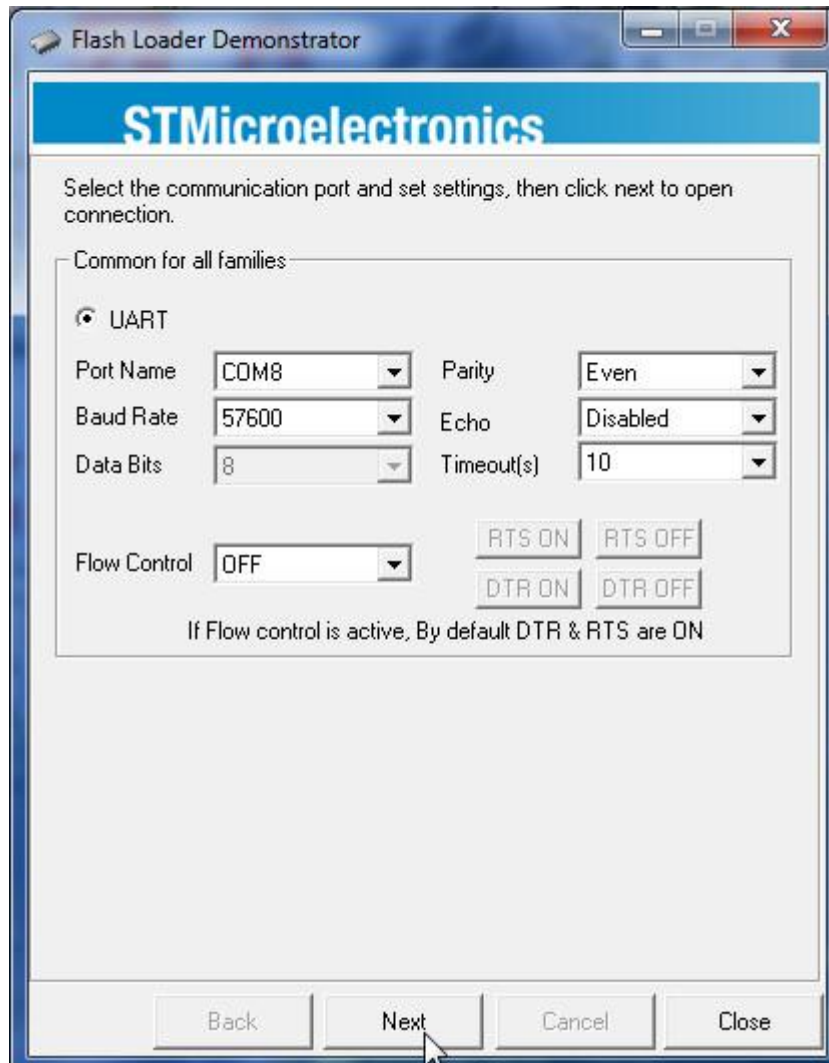 Flash Loader Demonstrator
STMicroelectronics
Select the communication port and set settings, then click next to open
connection.
Common for all families
UART
Port Name COM8 Parity Even
Baud Rate 57600 Echo Disabled
Data Bits 8 Timeout(s) 10
RTS ON RTS OFF
Flow Control OFF
DTR ON DTR OFF
If Flow control is active, By default DTR & RTS are ON
Back Next Cancel Close